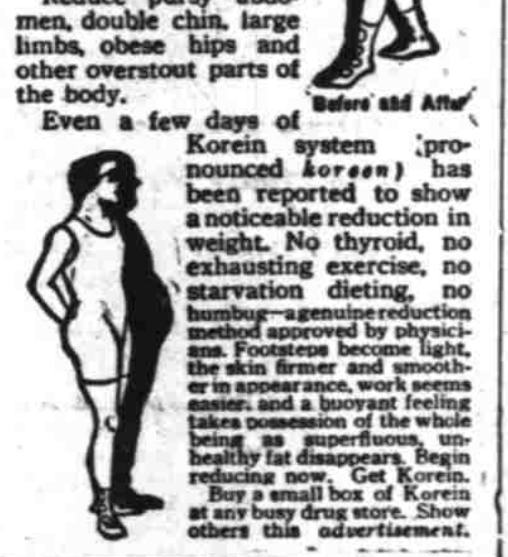 Reduce pursy abdo-
men, double chin, large
limbs, obese hips and
other overstout parts of
the body.
Before and After
Even a few days of
Korein system (pro-
nounced koreen) has
been reported to show
a noticeable reduction in
weight. No thyroid, no
exhausting exercise, no
starvation dieting, no
humbug—a genuine reduction
method approved by physici-
ans. Footsteps become light,
the skin firmer and smooth-
er in appearance, work seems
easier, and a buoyant feeling
takes possession of the whole
being as superfluous, un-
healthy fat disappears. Begin
reducing now. Get Korein.
Buy a small box of Korein
at any busy drug store. Show
others this advertisement.